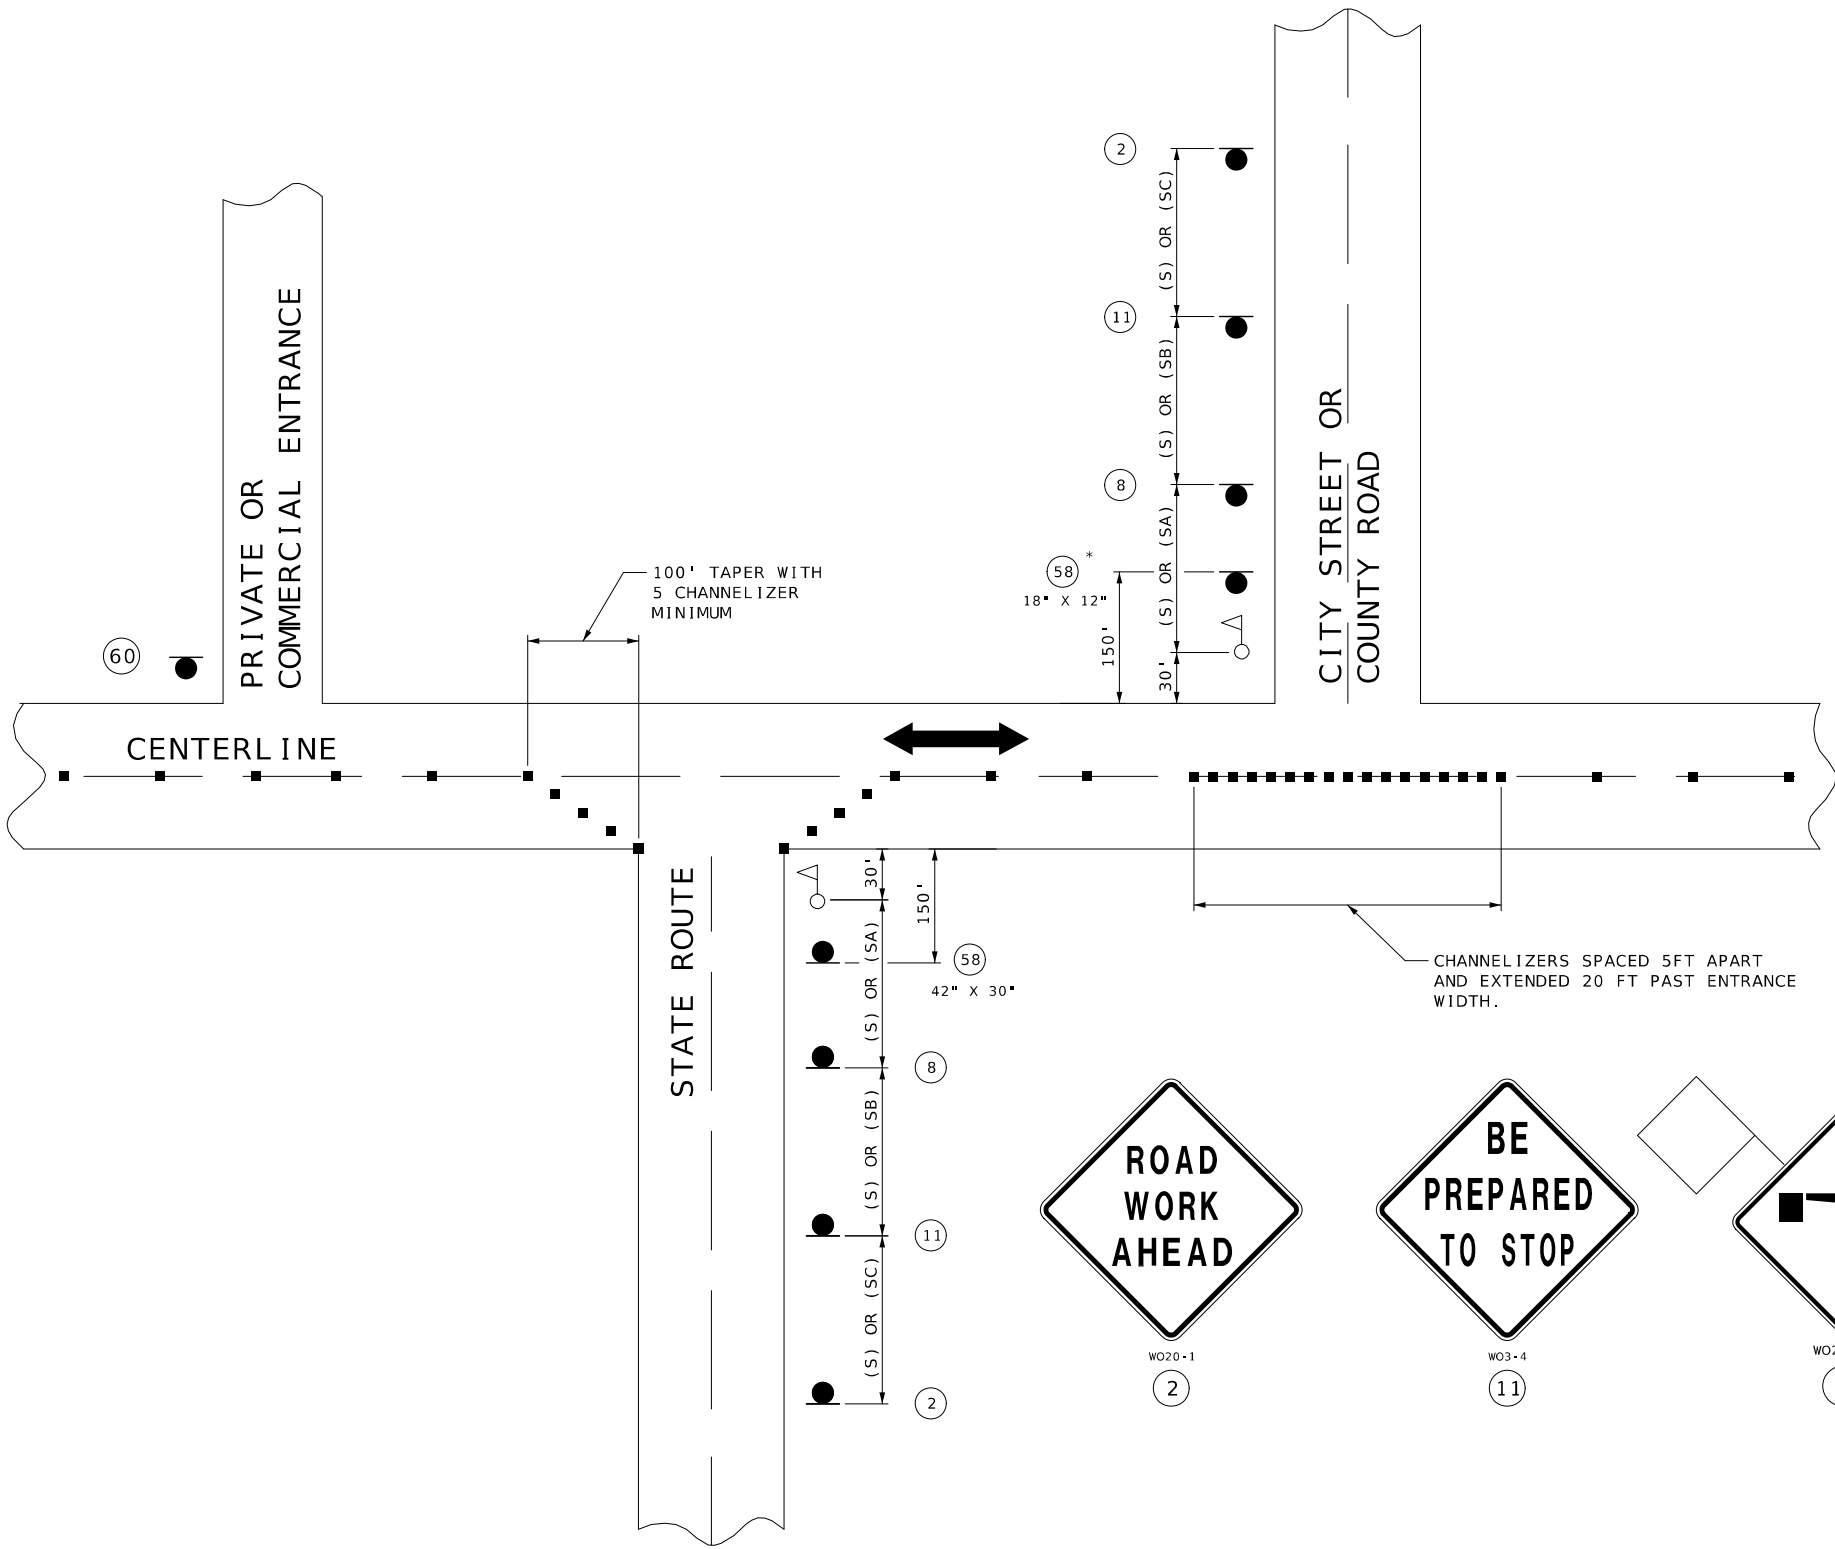 2
(S) OR (SC)
11
(S) OR (SB)
8
(S) OR (SA)
58 *
18" X 12"
150'
30'
CITY STREET OR
COUNTY ROAD
PRIVATE OR
COMMERCIAL ENTRANCE
100' TAPER WITH
5 CHANNELIZER
MINIMUM
60
CENTERLINE
STATE ROUTE
30'
150'
(S) OR (SA)
58
42" X 30"
8
(S) OR (SB)
11
(S) OR (SC)
2
CHANNELIZERS SPACED 5FT APART
AND EXTENDED 20 FT PAST ENTRANCE
WIDTH.
ROAD
WORK
AHEAD
WO20-1
2
BE
PREPARED
TO STOP
WO3-4
11